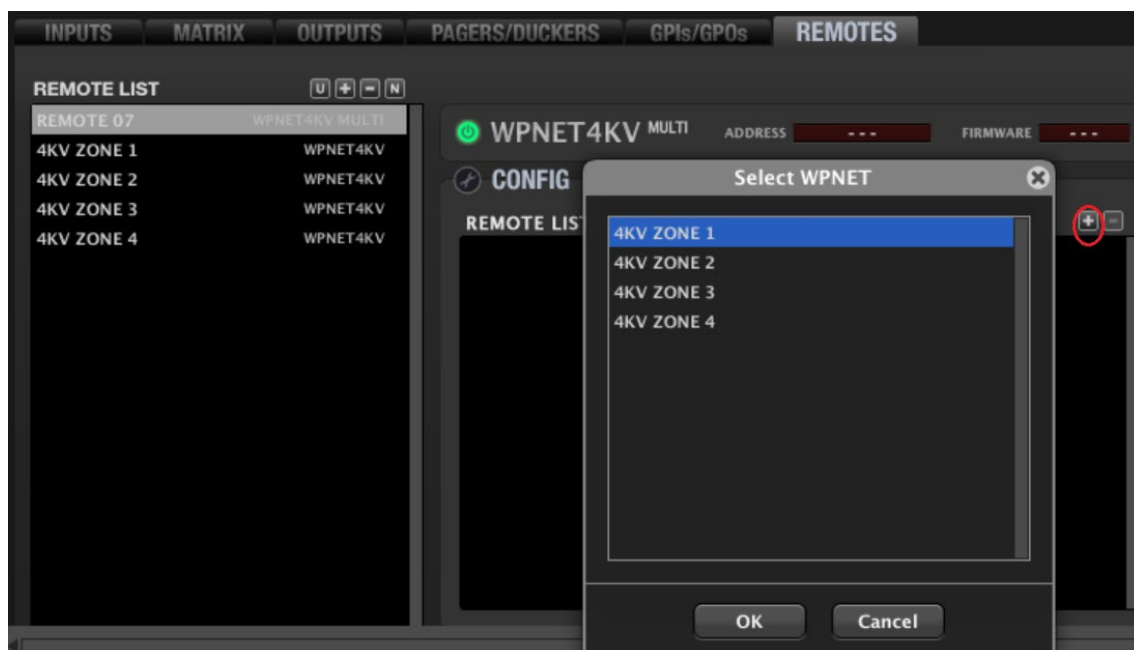 INPUTS MATRIX OUTPUTS PAGERS/DUCKERS GPIs/GPOs REMOTES
REMOTE LIST U + - N
REMOTE 07 WPNET4KV MULTI
4KV ZONE 1 WPNET4KV
4KV ZONE 2 WPNET4KV
4KV ZONE 3 WPNET4KV
4KV ZONE 4 WPNET4KV
WPNET4KV MULTI ADDRESS --- FIRMWARE ---
CONFIG
REMOTE LIS
+ -
Select WPNET
4KV ZONE 1
4KV ZONE 2
4KV ZONE 3
4KV ZONE 4
OK Cancel